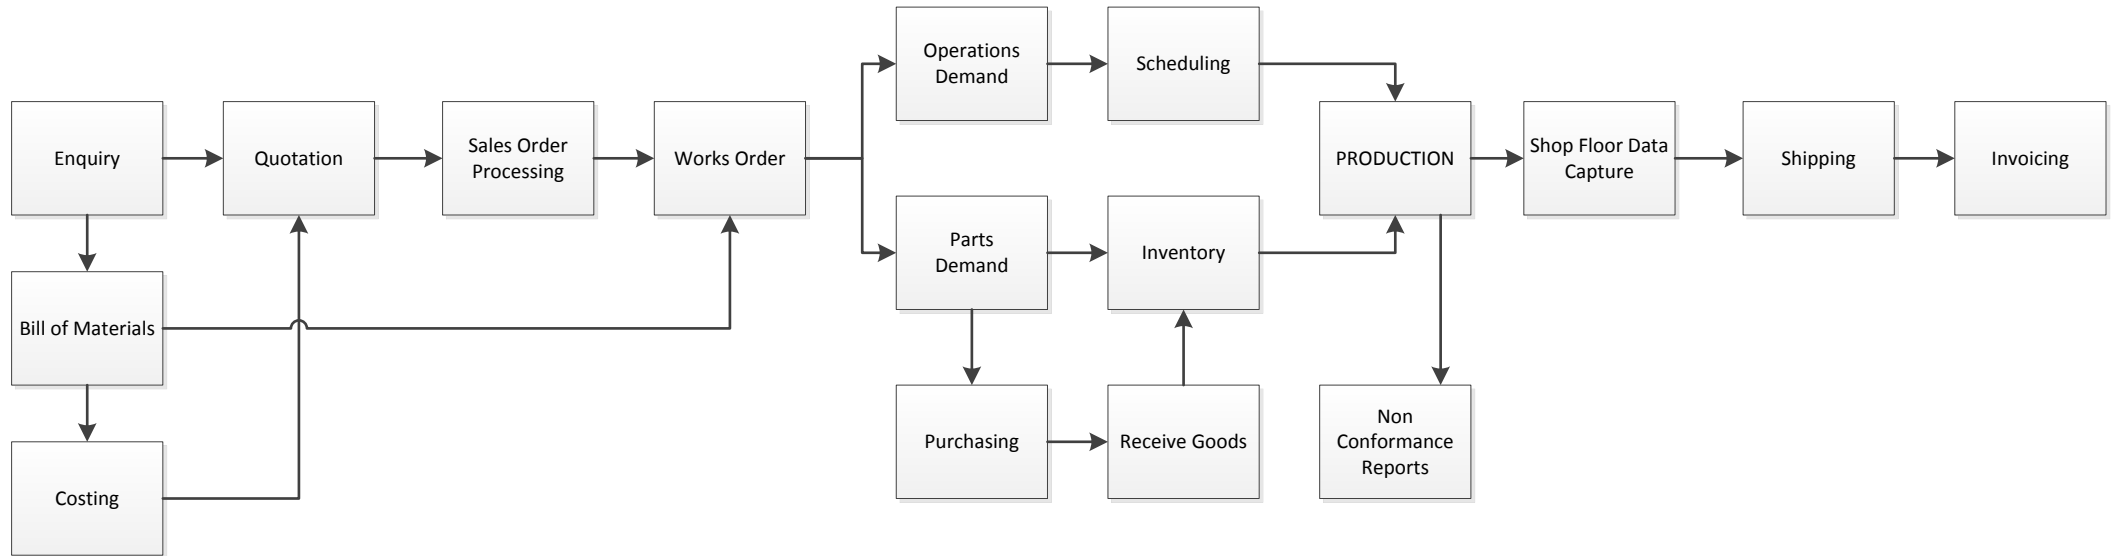 Operations
Demand
Scheduling
Enquiry
Quotation
Sales Order
Processing
Works Order
PRODUCTION
Shop Floor Data
Capture
Shipping
Invoicing
Parts
Demand
Inventory
Bill of Materials
Purchasing
Receive Goods
Non
Conformance
Reports
Costing